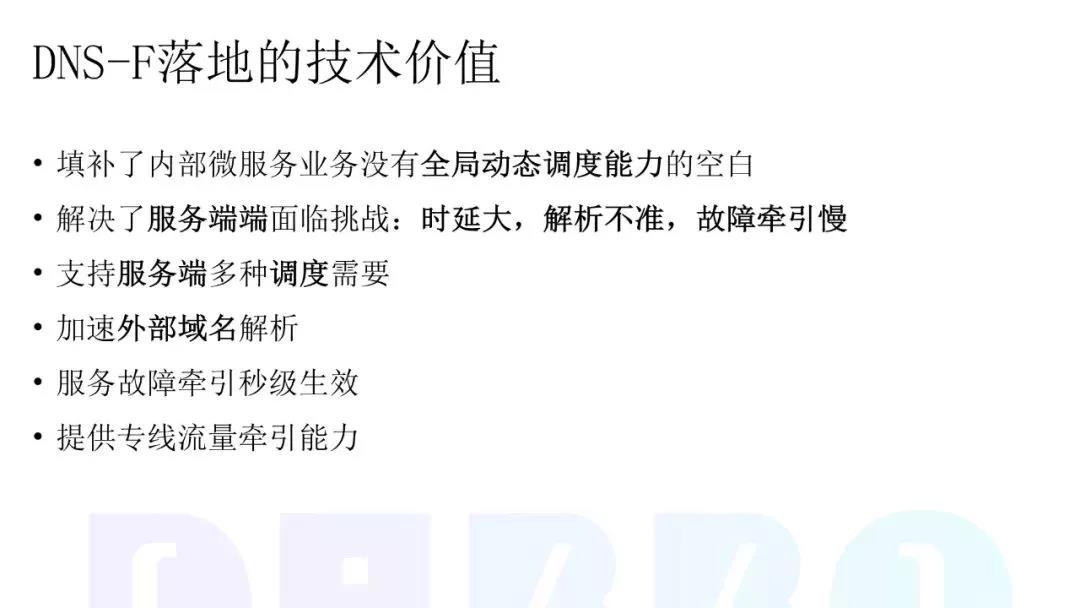 DNS-F落地的技术价值
• 填补了内部微服务业务没有全局动态调度能力的空白
• 解决了服务端端面临挑战：时延大，解析不准，故障牵引慢
• 支持服务端多种调度需要
• 加速外部域名解析
• 服务故障牵引秒级生效
• 提供专线流量牵引能力